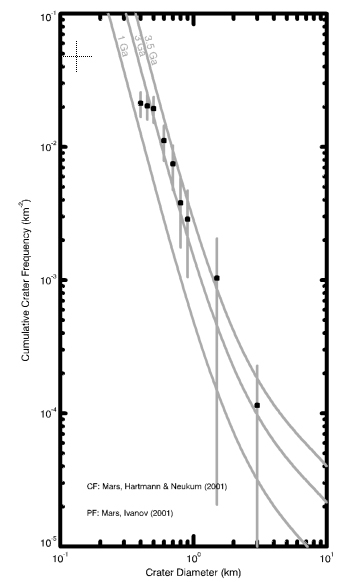 10⁻¹
1 Ga
3 Ga
3.5 Ga
10⁻²
Cumulative Crater Frequency (km⁻²)
10⁻³
10⁻⁴
CF: Mars, Hartmann & Neukum (2001)
PF: Mars, Ivanov (2001)
10⁻⁵
10⁻¹ 10⁰ 10¹
Crater Diameter (km)